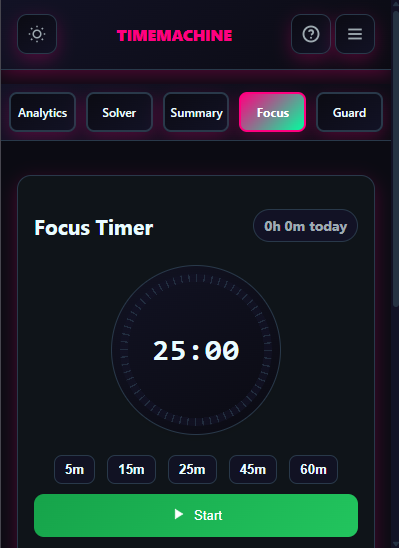 TIMEMACHINE
Analytics Solver Summary Focus Guard
Focus Timer 0h 0m today
25:00
5m 15m 25m 45m 60m
Start